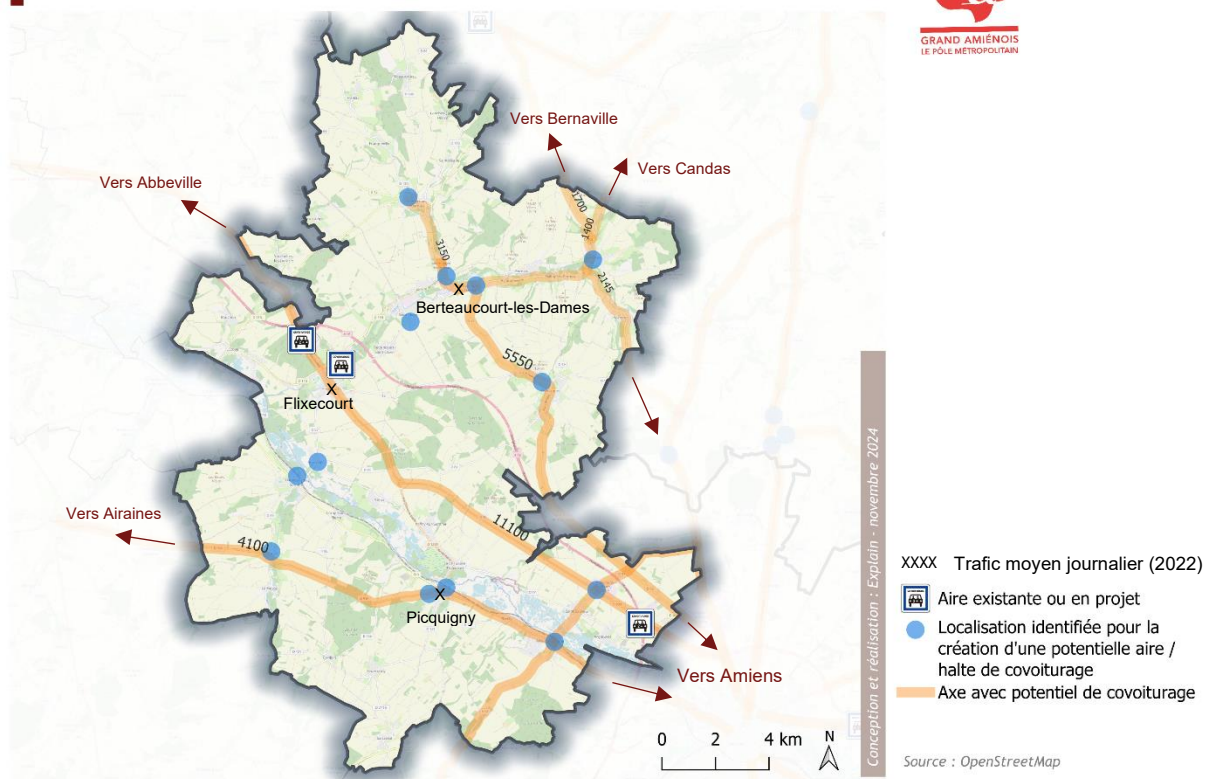 GRAND AMIÉNOIS
LE PÔLE MÉTROPOLITAIN
Vers Bernaville
Vers Candas
Vers Abbeville
1700
1400
3150
2145
Berteaucourt-les-Dames
X
5550
X
Flixecourt
Vers Airaines
4100
11100
X
Picquigny
Vers Amiens
0 2 4 km
N
Conception et réalisation : Explain - novembre 2024
XXXX Trafic moyen journalier (2022)
Aire existante ou en projet
Localisation identifiée pour la
création d'une potentielle aire /
halte de covoiturage
Axe avec potentiel de covoiturage
Source : OpenStreetMap